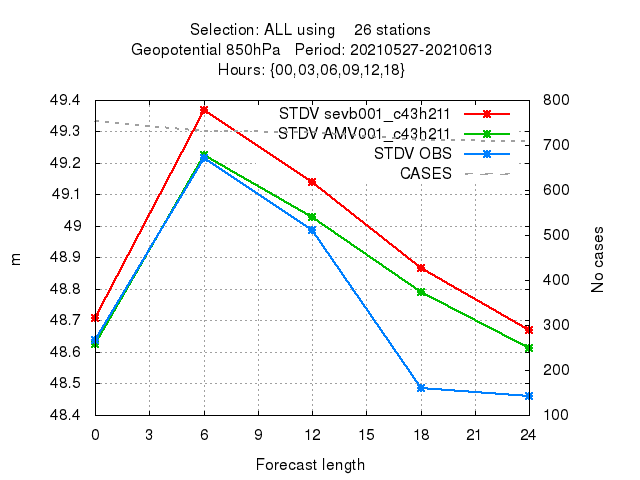 Selection: ALL using    26 stations
Geopotential 850hPa   Period: 20210527-20210613
Hours: {00,03,06,09,12,18}
STDV sevb001_c43h211
STDV AMV001_c43h211
STDV OBS
CASES
49.4
49.3
49.2
49.1
49
48.9
48.8
48.7
48.6
48.5
48.4
m
800
700
600
500
400
300
200
100
No cases
0 3 6 9 12 15 18 21 24
Forecast length